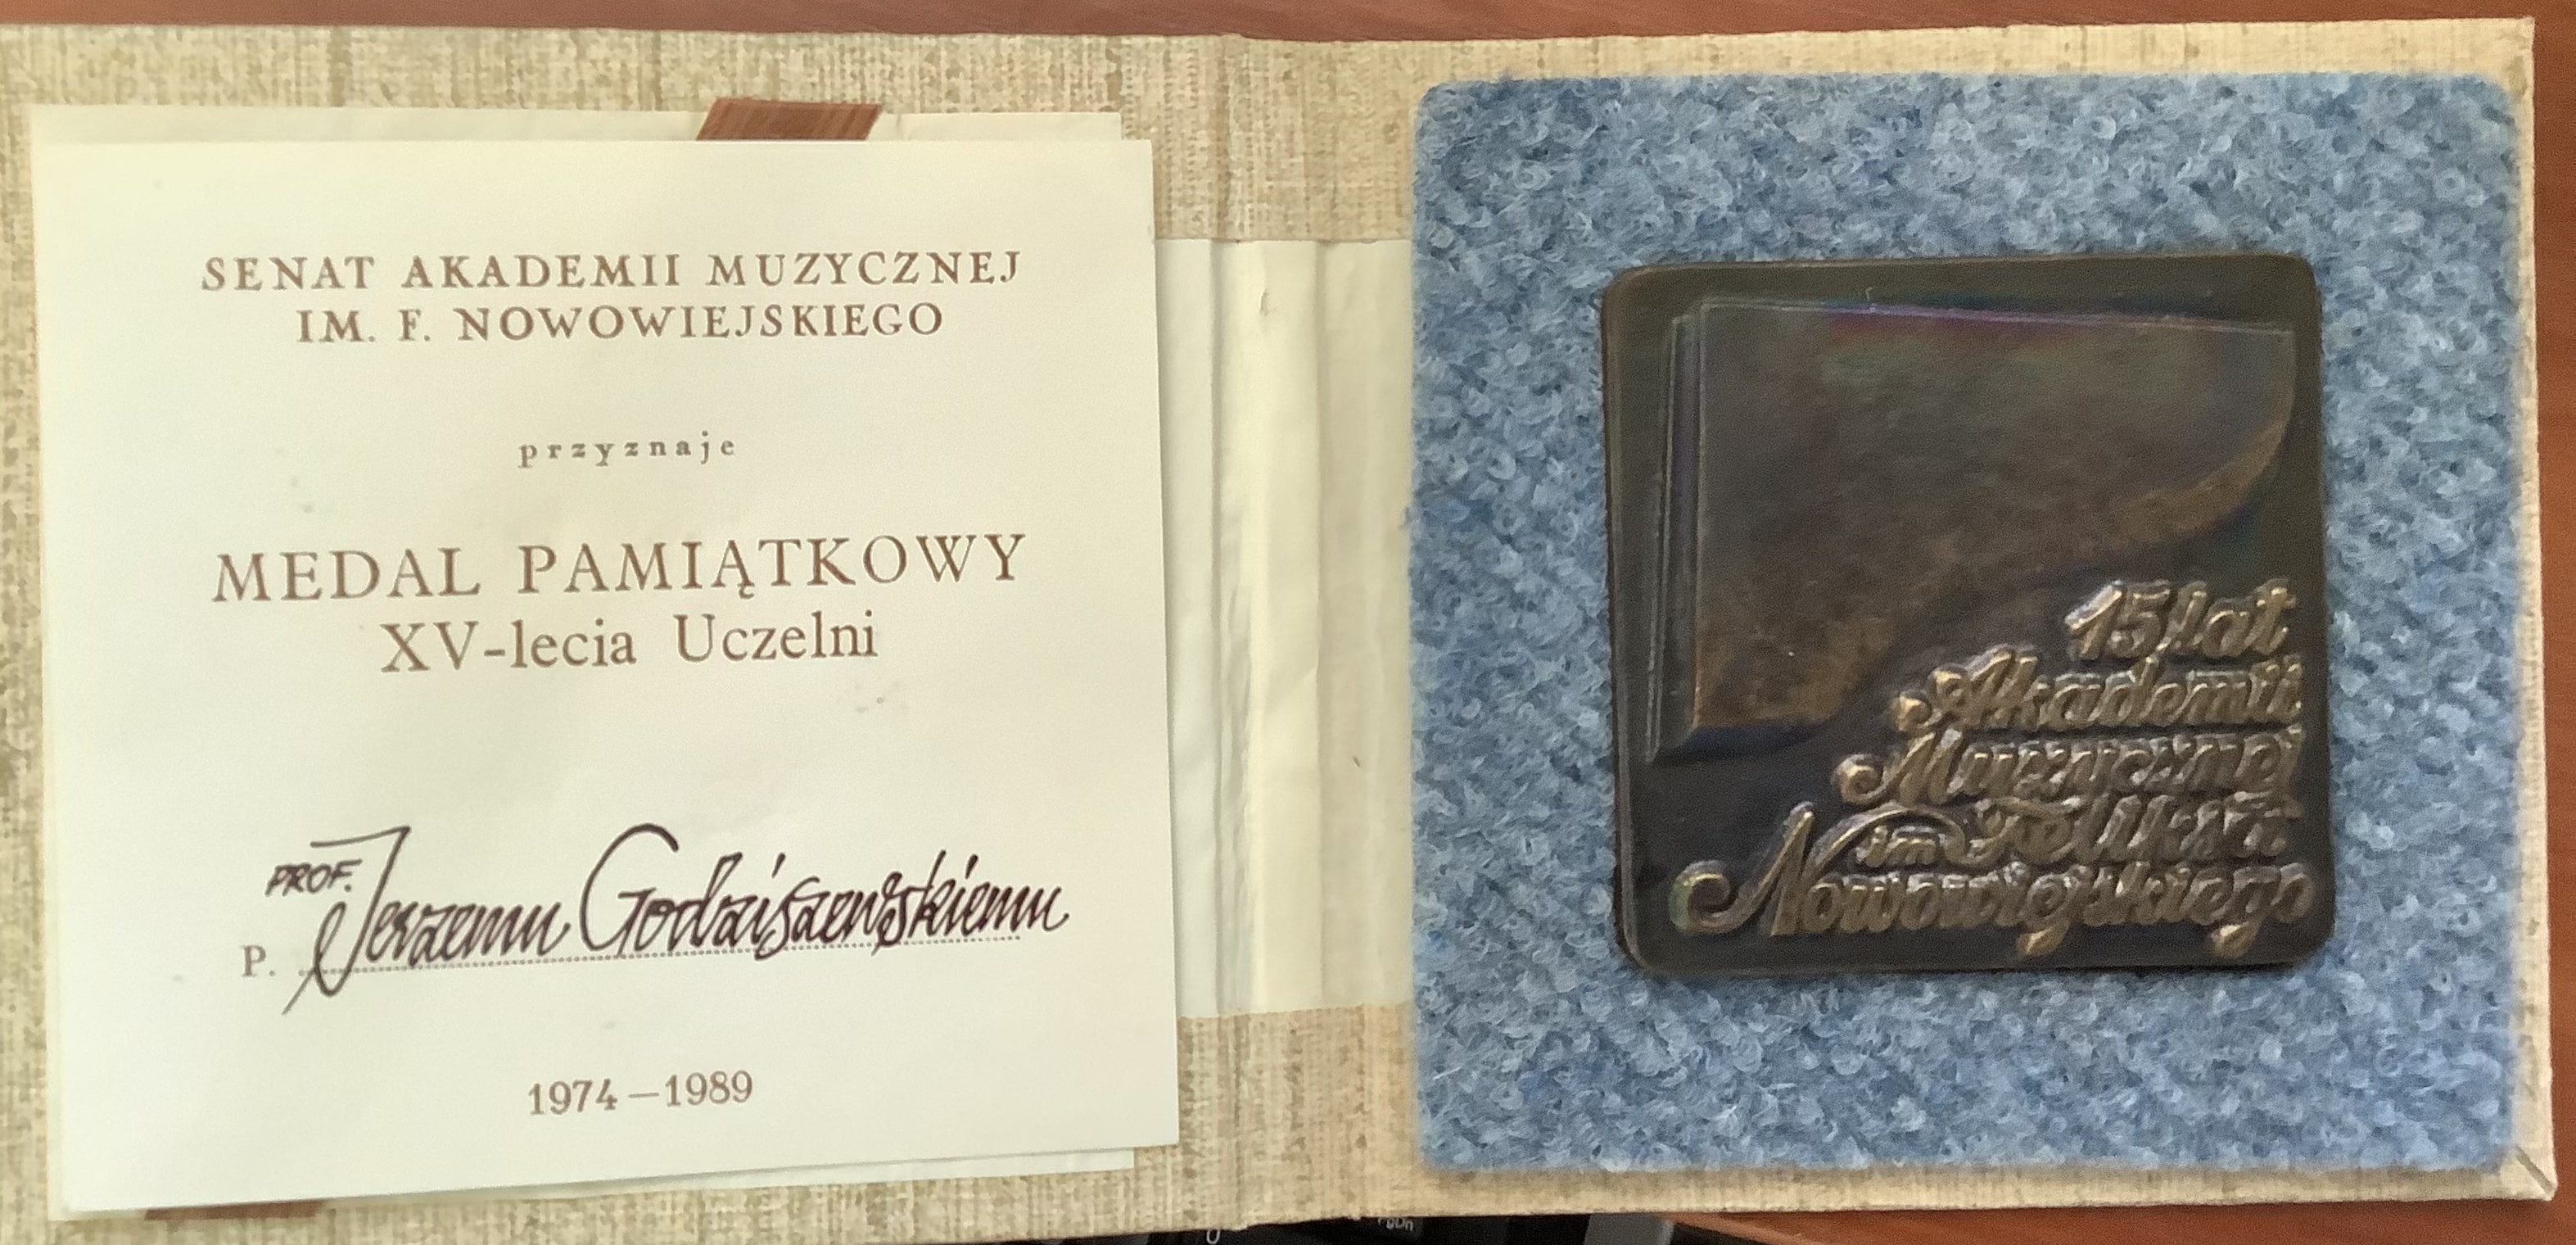 SENAT AKADEMII MUZYCZNEJ
IM. F. NOWOWIEJSKIEGO
przyznaje
MEDAL PAMIĄTKOWY
XV-lecia Uczelni
PROF.
P. Jerzemu Godziszewskiemu
1974–1989
15 lat
Akademii
Muzycznej
im Feliksa
Nowowiejskiego
PgDn